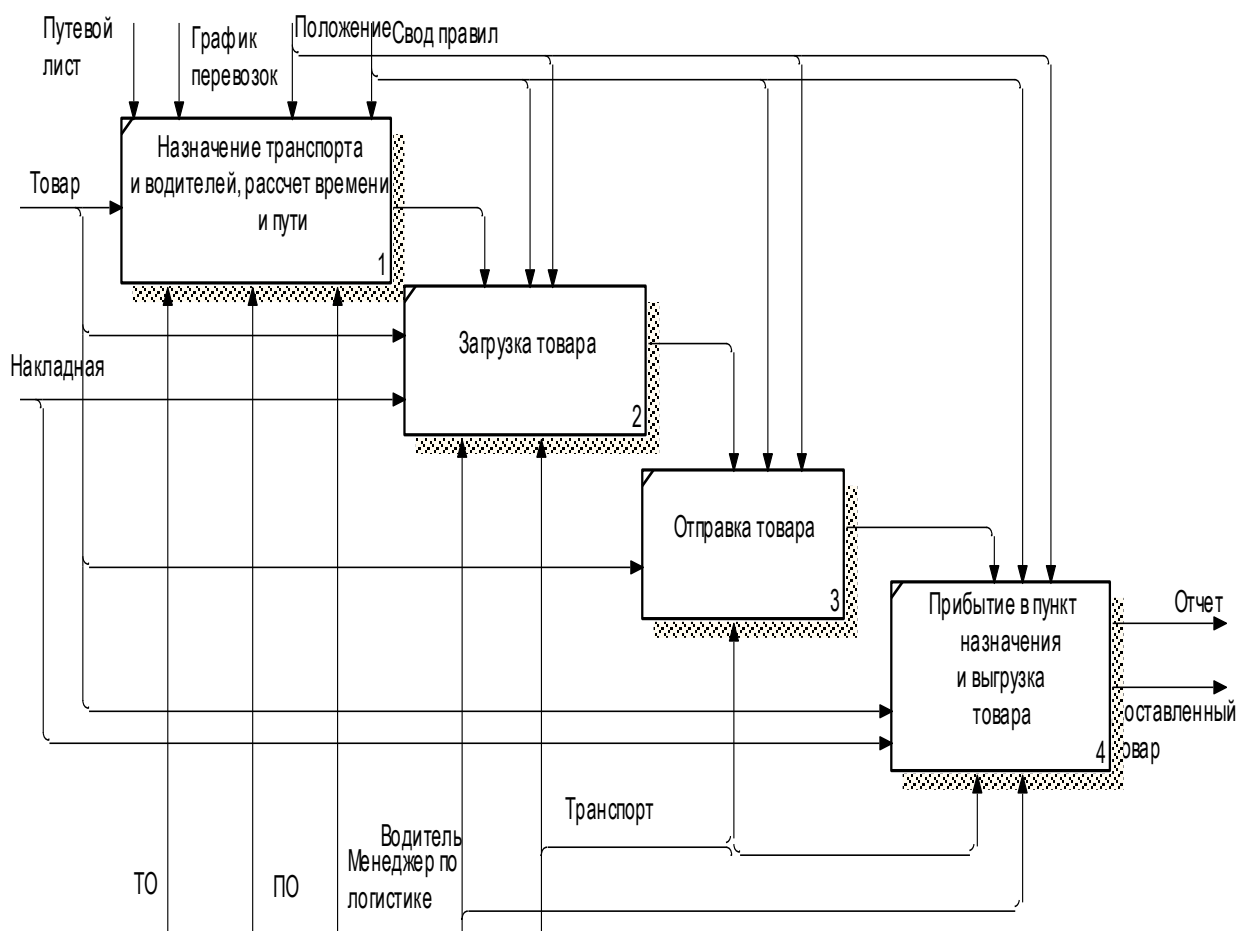 Путевой
лист
График
перевозок
Положение
Свод правил
Товар
Назначение транспорта
и водителей, рассчет времени
и пути
1
Накладная
Загрузка товара
2
Отправка товара
3
Прибытие в пункт
назначения
и выгрузка
товара
4
Отчет
оставленный
овар
Транспорт
Водитель
Менеджер по
логистике
ТО
ПО